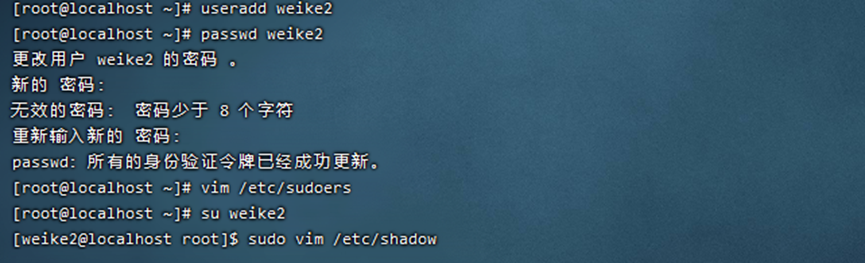 [root@localhost ~]# useradd weike2
[root@localhost ~]# passwd weike2
更改用户 weike2 的密码 。
新的 密码：
无效的密码： 密码少于 8 个字符
重新输入新的 密码：
passwd：所有的身份验证令牌已经成功更新。
[root@localhost ~]# vim /etc/sudoers
[root@localhost ~]# su weike2
[weike2@localhost root]$ sudo vim /etc/shadow